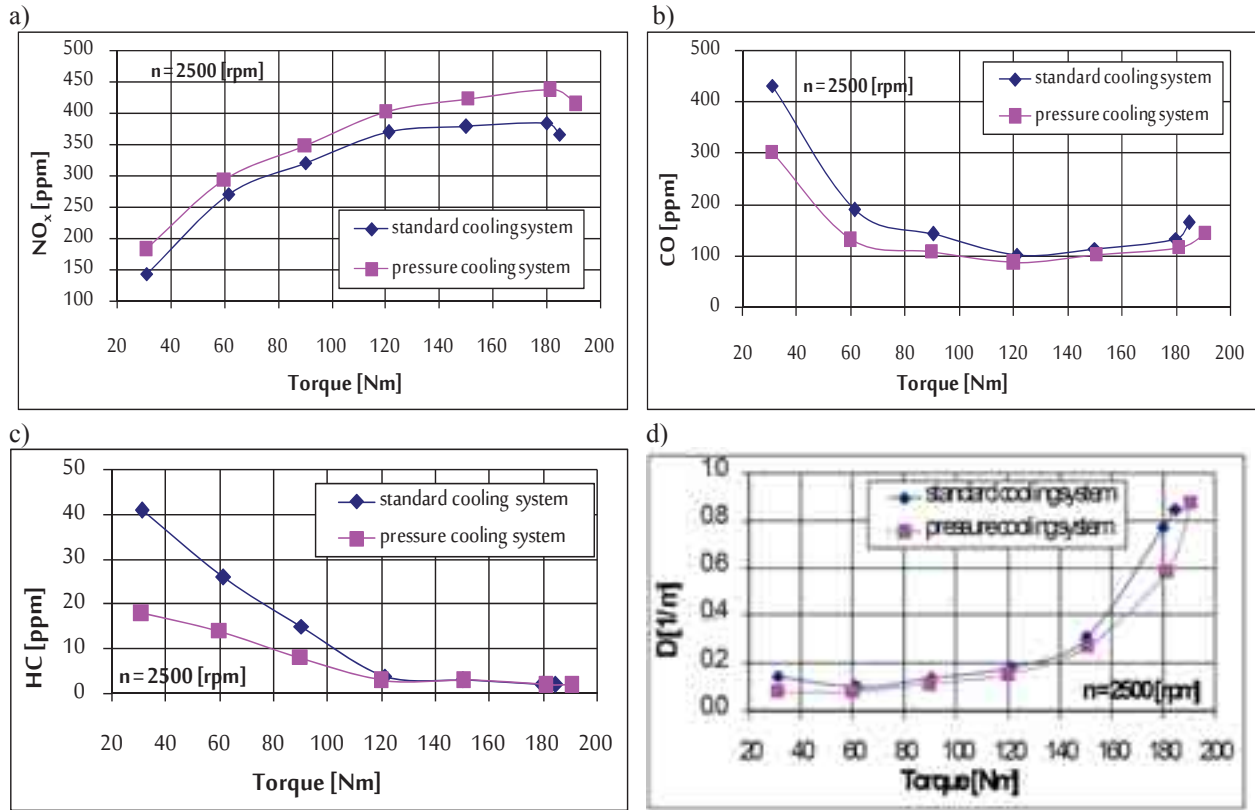 a)
500
450
400
350
300
250
200
150
100
NOx [ppm]
n=2500 [rpm]
standard cooling system
pressure cooling system
20 40 60 80 100 120 140 160 180 200
Torque [Nm]
b)
500
400
300
200
100
0
CO [ppm]
n=2500 [rpm]
standard cooling system
pressure cooling system
20 40 60 80 100 120 140 160 180 200
Torque [Nm]
c)
50
40
30
20
10
0
HC [ppm]
standard cooling system
pressure cooling system
n=2500 [rpm]
20 40 60 80 100 120 140 160 180 200
Torque [Nm]
d)
1.0
0.8
0.6
0.4
0.2
0.0
D[1/m]
standard cooling system
pressure cooling system
n=2500 [rpm]
20 40 60 80 100 120 140 160 180 200
Torque [Nm]